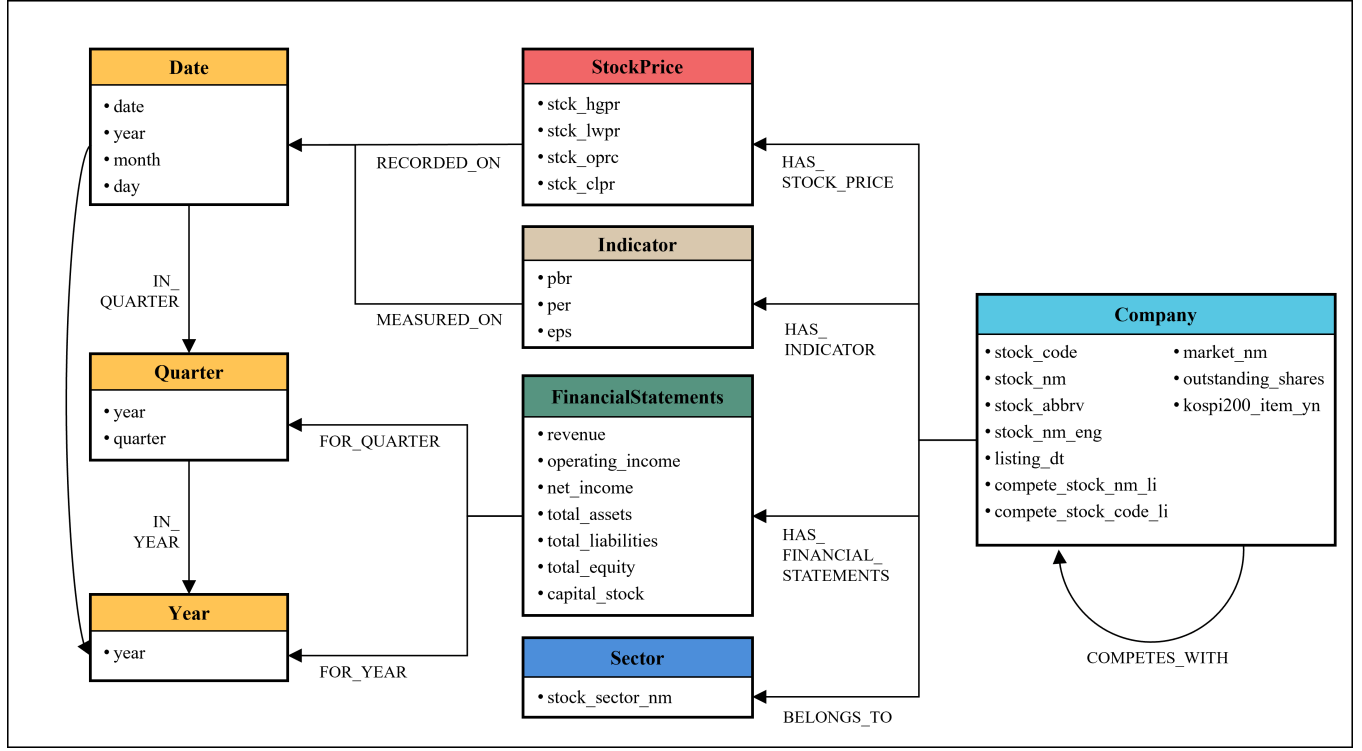 Date
• date
• year
• month
• day
StockPrice
• stck_hgpr
• stck_lwpr
• stck_oprc
• stck_clpr
RECORDED_ON
HAS_
STOCK_PRICE
Indicator
• pbr
• per
• eps
MEASURED_ON
HAS_
INDICATOR
IN_
QUARTER
Company
• stock_code
• stock_nm
• stock_abbrv
• stock_nm_eng
• listing_dt
• compete_stock_nm_li
• compete_stock_code_li
• market_nm
• outstanding_shares
• kospi200_item_yn
Quarter
• year
• quarter
FOR_QUARTER
FinancialStatements
• revenue
• operating_income
• net_income
• total_assets
• total_liabilities
• total_equity
• capital_stock
HAS_
FINANCIAL_
STATEMENTS
IN_
YEAR
Year
• year
FOR_YEAR
Sector
• stock_sector_nm
BELONGS_TO
COMPETES_WITH